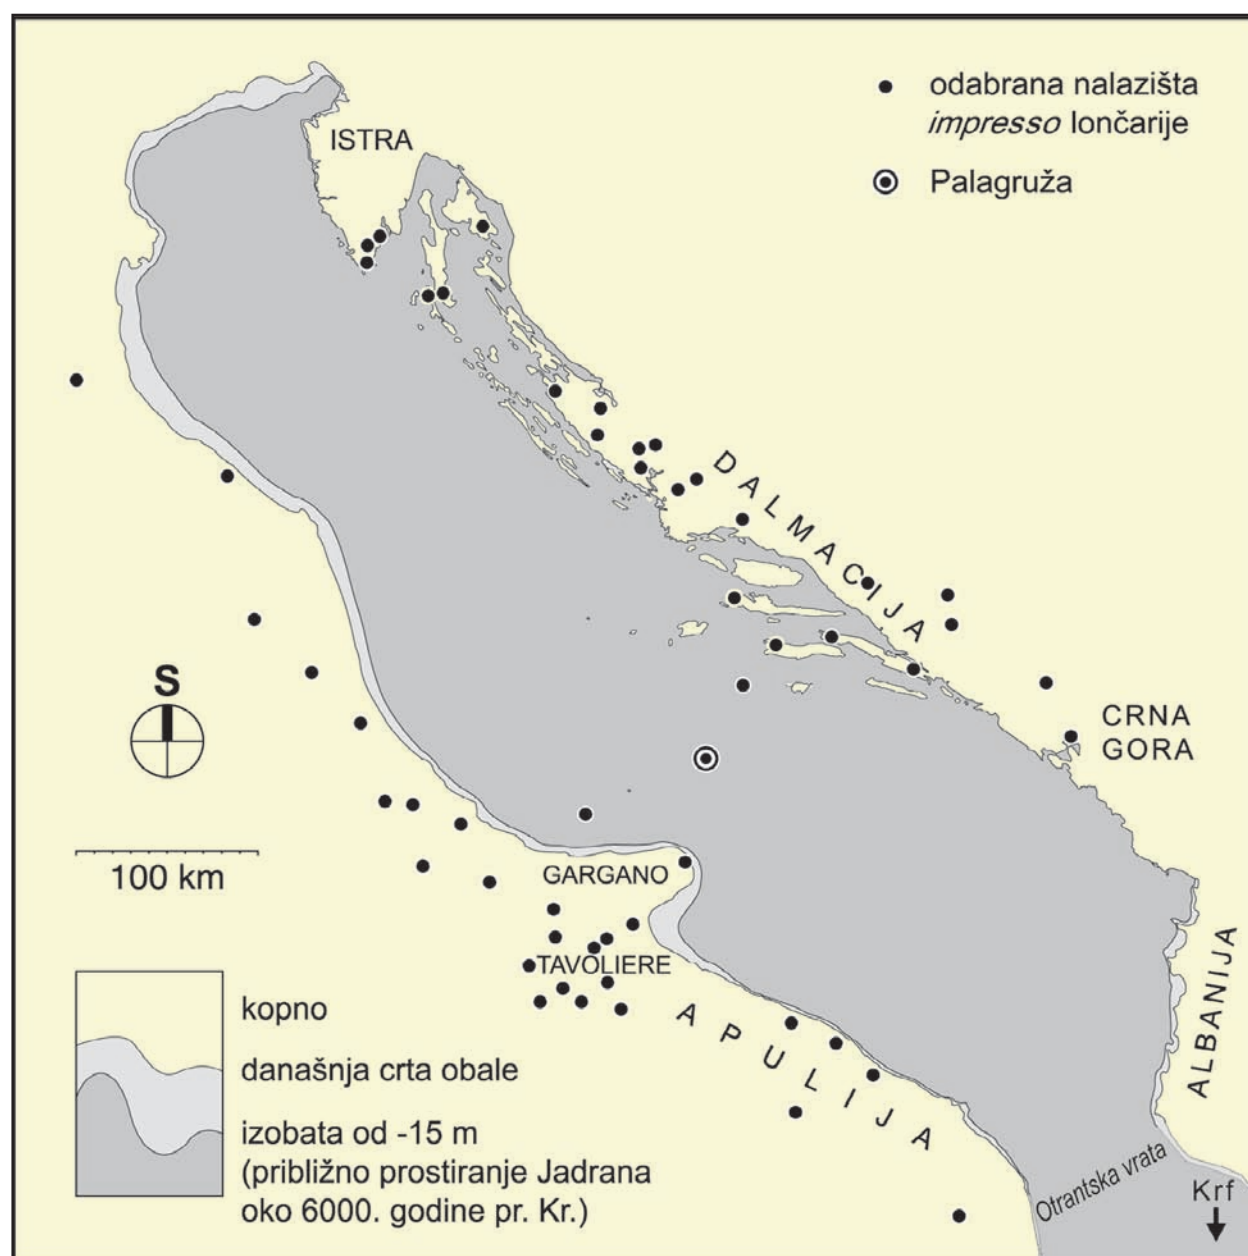 odabrana nalazišta
impresso lončarije
Palagruža
ISTRA
DALMACIJA
S
CRNA
GORA
100 km
GARGANO
TAVOLIERE
APULIJA
ALBANIJA
kopno
današnja crta obale
izobata od -15 m
(približno prostiranje Jadrana
oko 6000. godine pr. Kr.)
Otrantska vrata
Krf